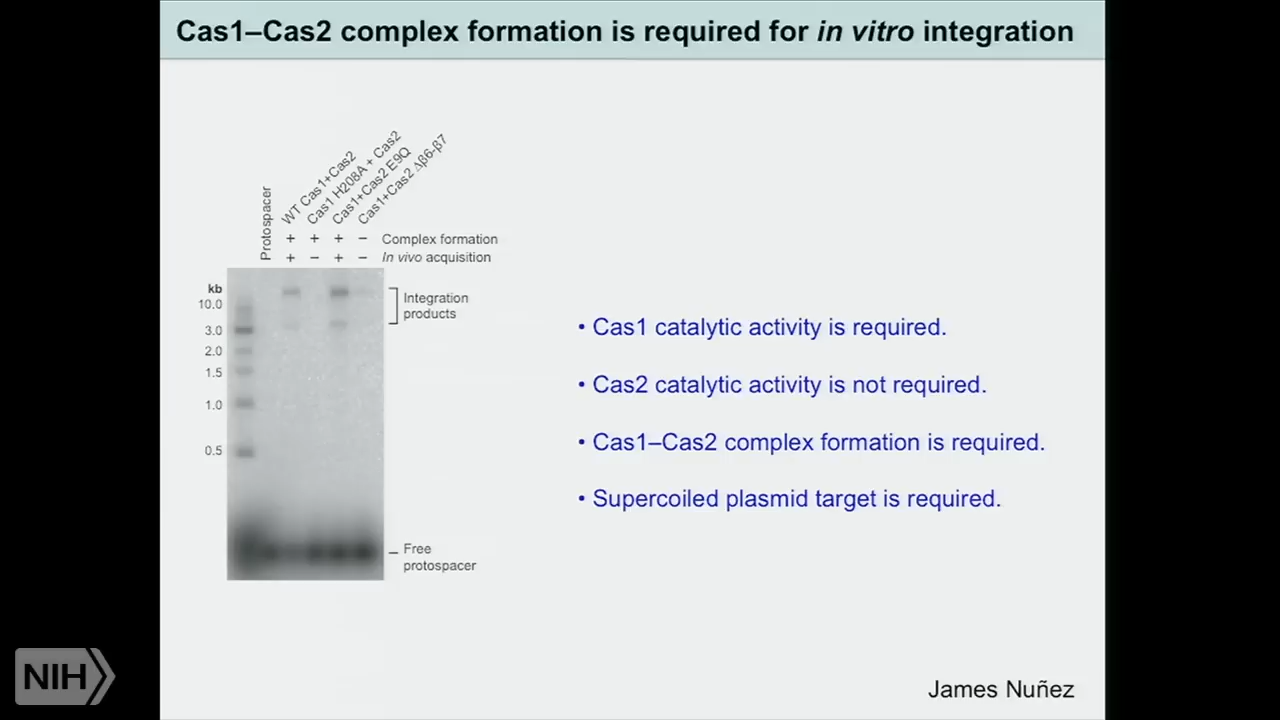 Cas1–Cas2 complex formation is required for in vitro integration
Protospacer
WT Cas1+Cas2
Cas1 H208A + Cas2
Cas1+Cas2 E9Q
Cas1+Cas2 Δβ6-β7
+ + + – Complex formation
+ – + – In vivo acquisition
kb
10.0
3.0
2.0
1.5
1.0
0.5
Integration
products
Free
protospacer
• Cas1 catalytic activity is required.
• Cas2 catalytic activity is not required.
• Cas1–Cas2 complex formation is required.
• Supercoiled plasmid target is required.
NIH
James Nuñez